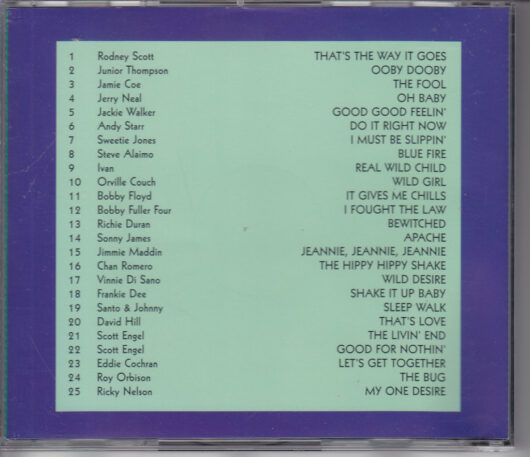 1 Rodney Scott THAT'S THE WAY IT GOES
2 Junior Thompson OOBY DOOBY
3 Jamie Coe THE FOOL
4 Jerry Neal OH BABY
5 Jackie Walker GOOD GOOD FEELIN'
6 Andy Starr DO IT RIGHT NOW
7 Sweetie Jones I MUST BE SLIPPIN'
8 Steve Alaimo BLUE FIRE
9 Ivan REAL WILD CHILD
10 Orville Couch WILD GIRL
11 Bobby Floyd IT GIVES ME CHILLS
12 Bobby Fuller Four I FOUGHT THE LAW
13 Richie Duran BEWITCHED
14 Sonny James APACHE
15 Jimmie Maddin JEANNIE, JEANNIE, JEANNIE
16 Chan Romero THE HIPPY HIPPY SHAKE
17 Vinnie Di Sano WILD DESIRE
18 Frankie Dee SHAKE IT UP BABY
19 Santo & Johnny SLEEP WALK
20 David Hill THAT'S LOVE
21 Scott Engel THE LIVIN' END
22 Scott Engel GOOD FOR NOTHIN'
23 Eddie Cochran LET'S GET TOGETHER
24 Roy Orbison THE BUG
25 Ricky Nelson MY ONE DESIRE